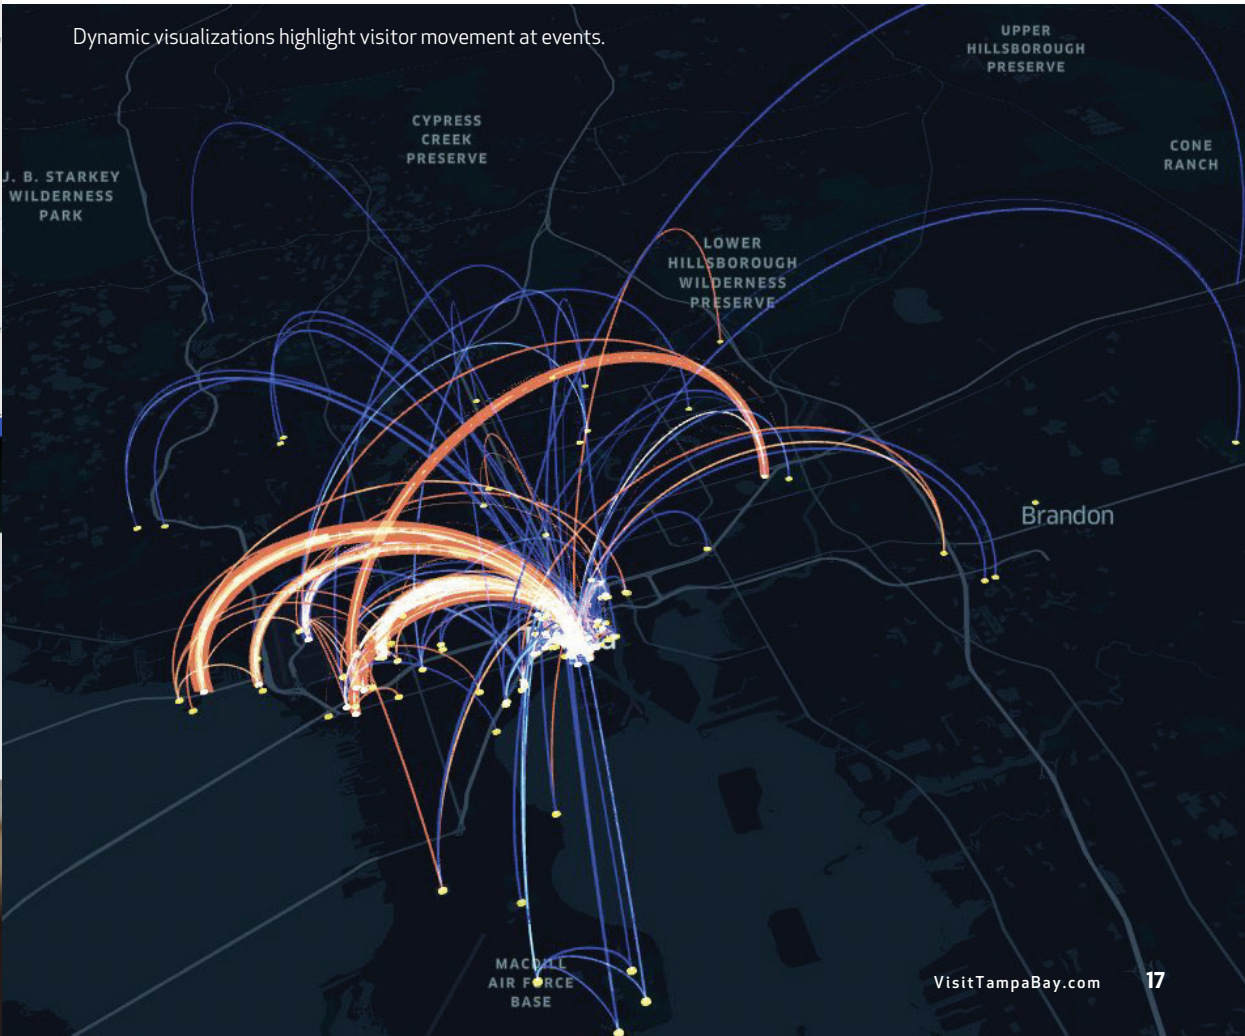 Dynamic visualizations highlight visitor movement at events.
UPPER
HILLSBOROUGH
PRESERVE
CYPRESS
CREEK
PRESERVE
CONE
RANCH
J. B. STARKEY
WILDERNESS
PARK
LOWER
HILLSBOROUGH
WILDERNESS
PRESERVE
Brandon
MACDILL
AIR FORCE
BASE
VisitTampaBay.com 17